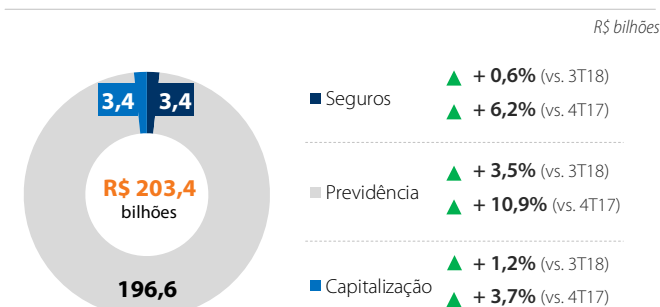 R$ bilhões
3,4 3,4
R$ 203,4
bilhões
196,6
Seguros
+ 0,6% (vs. 3T18)
+ 6,2% (vs. 4T17)
Previdência
+ 3,5% (vs. 3T18)
+ 10,9% (vs. 4T17)
Capitalização
+ 1,2% (vs. 3T18)
+ 3,7% (vs. 4T17)